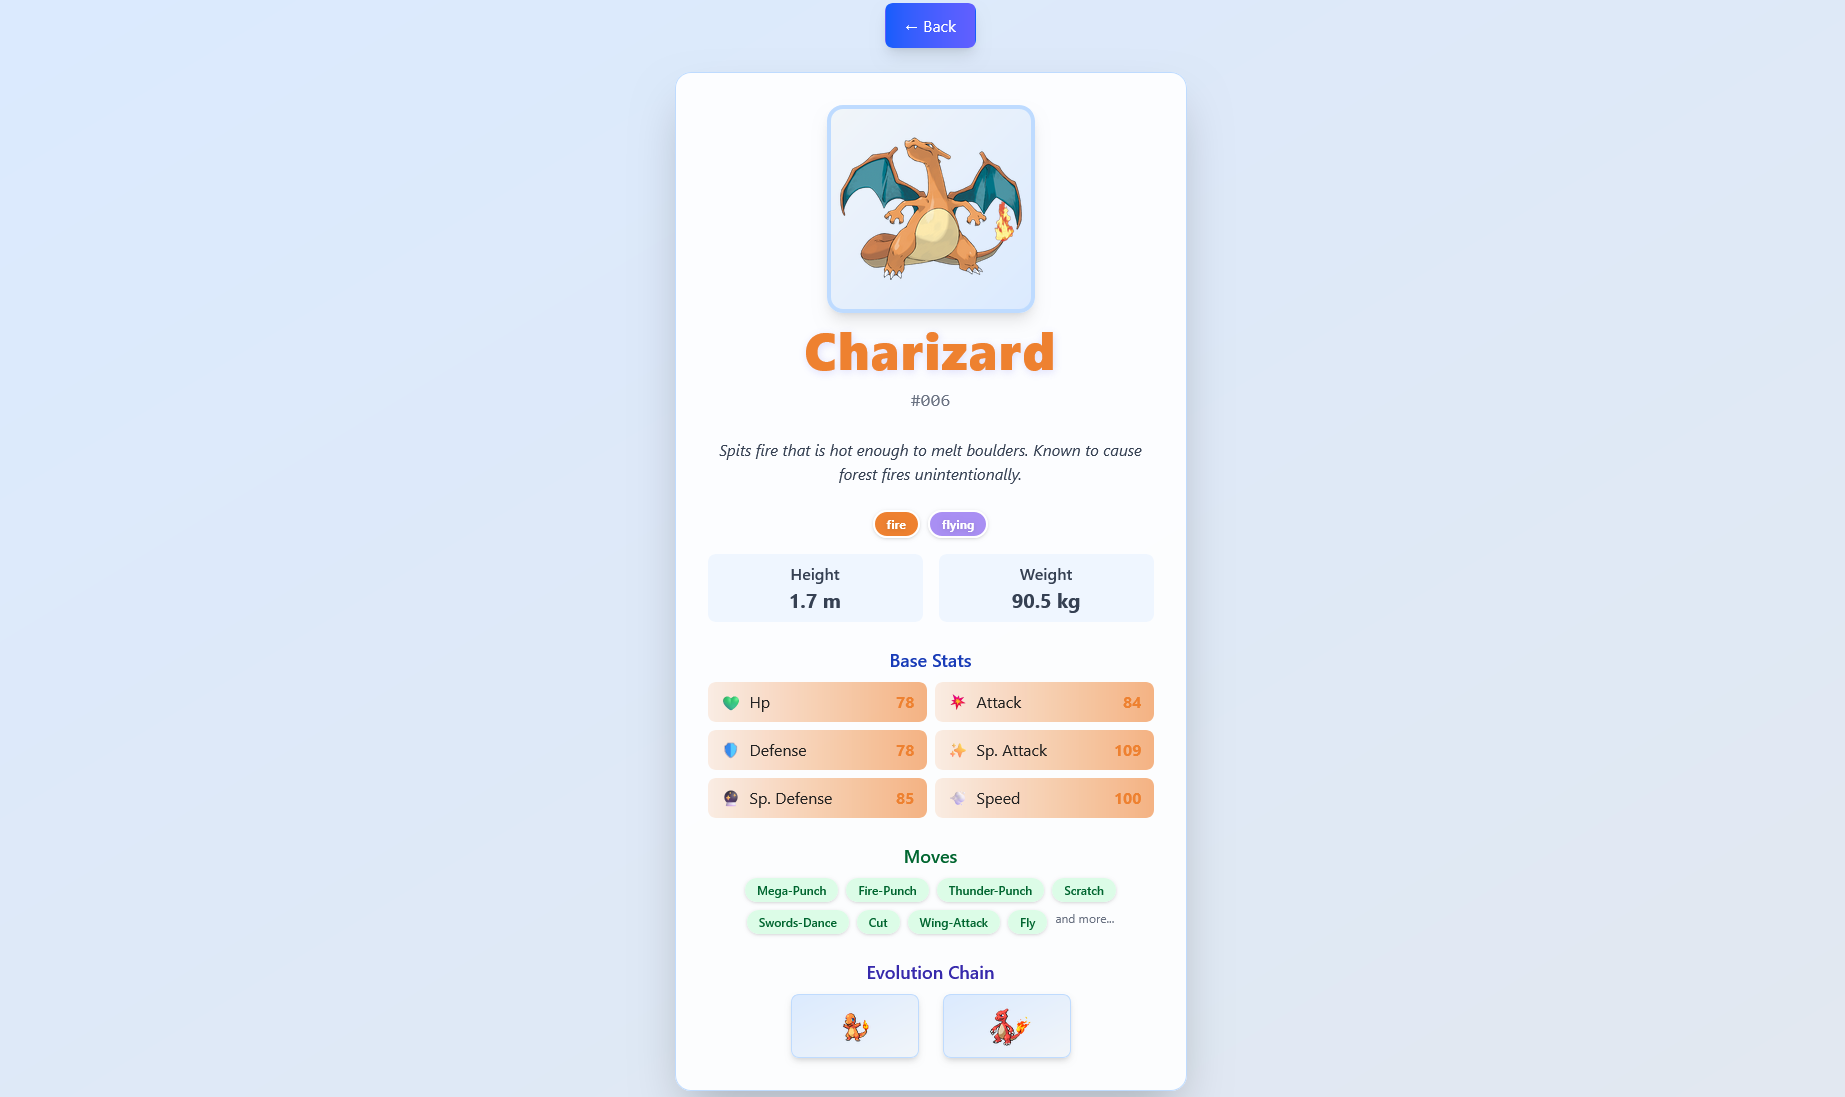 ← Back
Charizard
#006
Spits fire that is hot enough to melt boulders. Known to cause
forest fires unintentionally.
fire flying
Height Weight
1.7 m 90.5 kg
Base Stats
Hp 78 Attack 84
Defense 78 Sp. Attack 109
Sp. Defense 85 Speed 100
Moves
Mega-Punch Fire-Punch Thunder-Punch Scratch
Swords-Dance Cut Wing-Attack Fly and more...
Evolution Chain